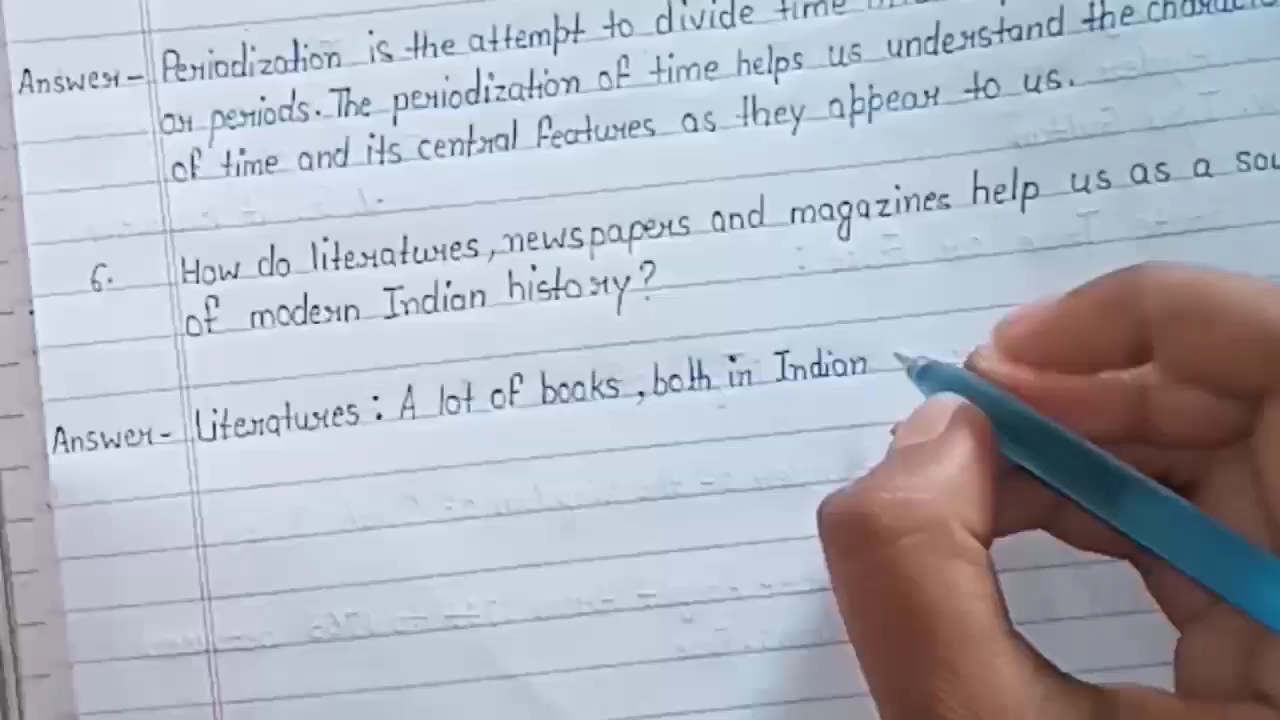 Answer- Periodization is the attempt to divide time
or periods. The periodization of time helps us understand the
of time and its central features as they appear to us.
6. How do literatures, newspapers and magazines help us as a
of modern Indian history?
Answer- Literatures: A lot of books, both in Indian